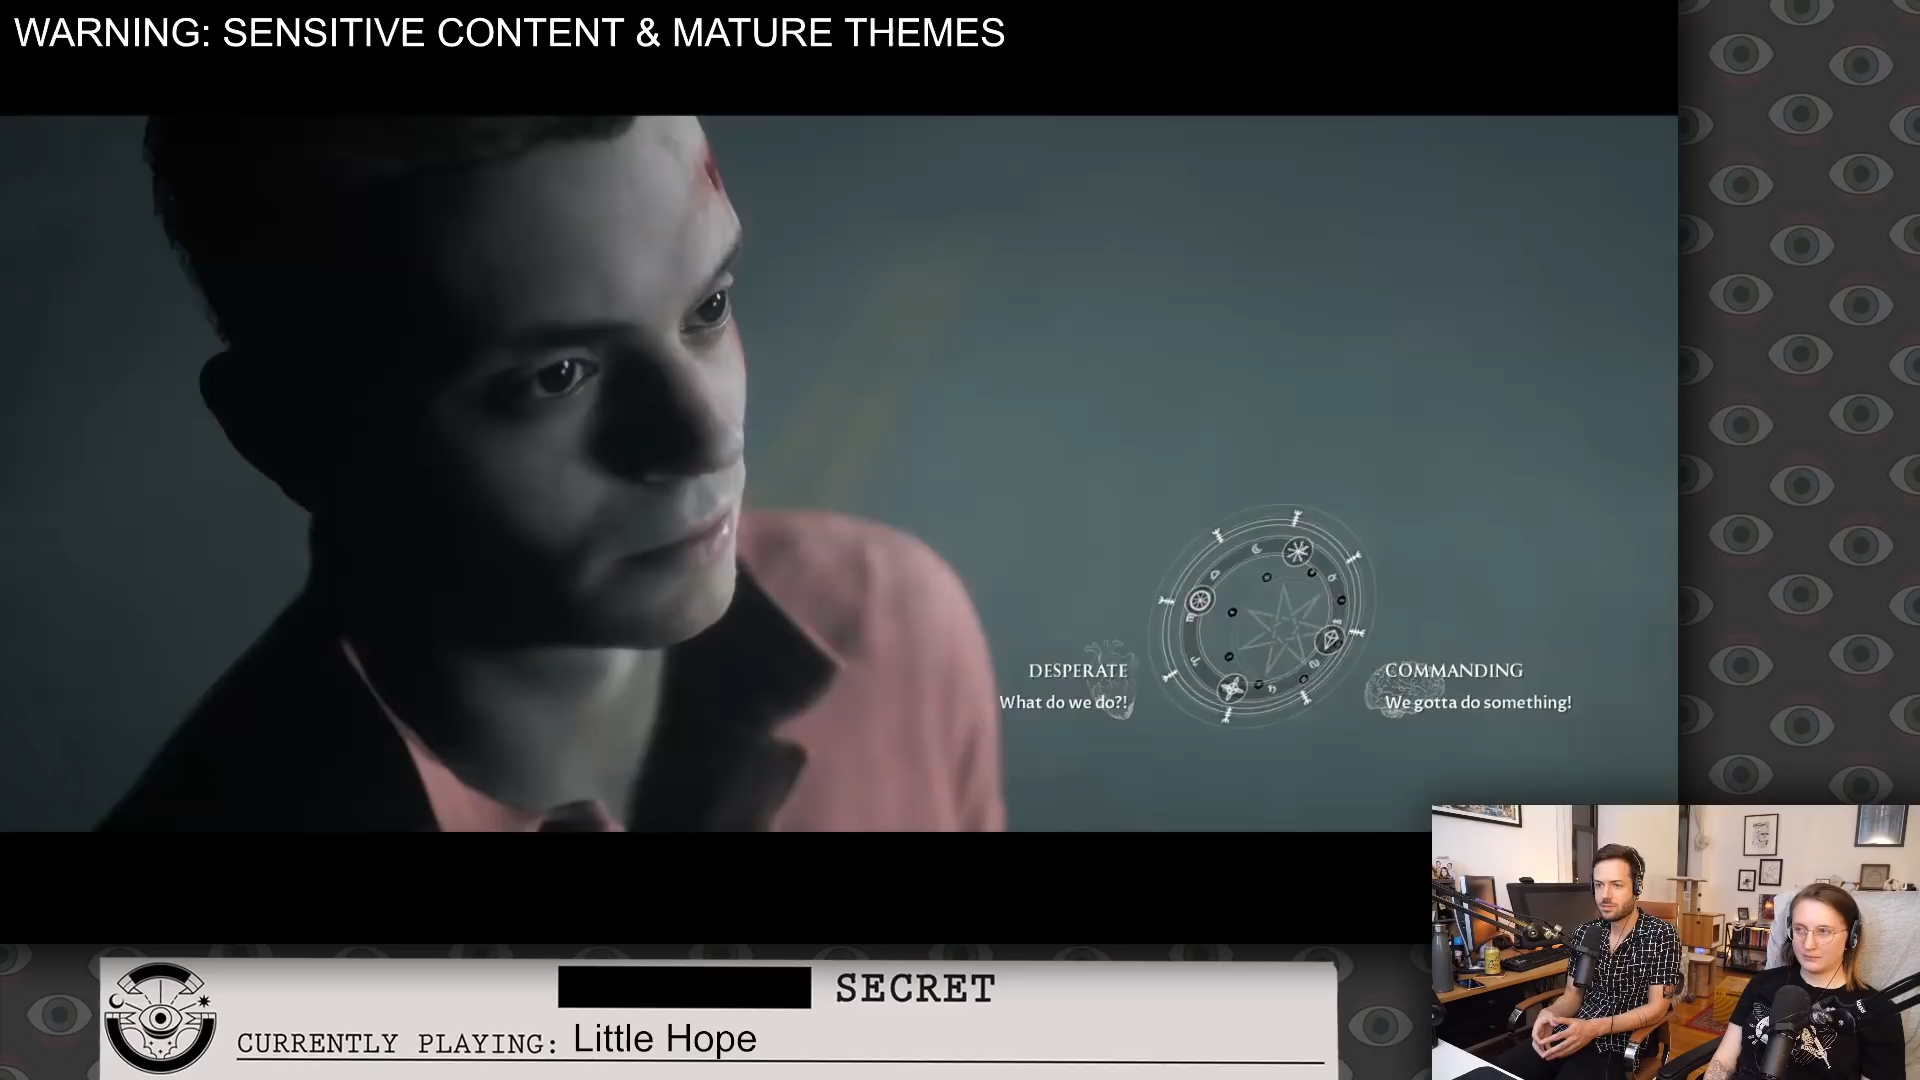 WARNING: SENSITIVE CONTENT & MATURE THEMES
DESPERATE
What do we do?!
COMMANDING
We gotta do something!
SECRET
CURRENTLY PLAYING: Little Hope